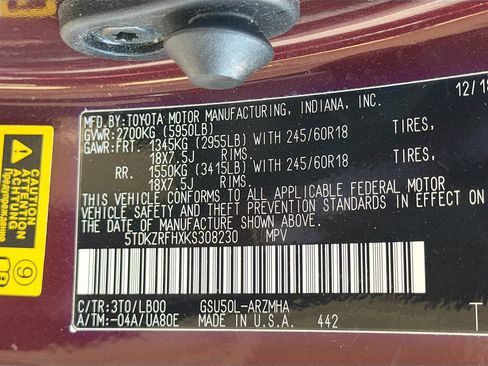 MFD.BY:TOYOTA MOTOR MANUFACTURING, INDIANA, INC. 12/18
GVWR:2700KG (5950LB)
GAWR:FRT. 1345KG (2955LB) WITH 245/60R18 TIRES,
18X7.5J RIMS.
RR. 1550KG (3415LB) WITH 245/60R18 TIRES,
18X7.5J RIMS.
THIS VEHICLE CONFORMS TO ALL APPLICABLE FEDERAL MOTOR
VEHICLE SAFETY AND THEFT PREVENTION STANDARDS IN EFFECT ON
THE DATE OF MANUFACTURE SHOWN ABOVE.
5TDKZRFHXKS308230 MPV
C/TR:3T0/LB00 GSU50L-ARZMHA
A/TM:-04A/UA80E MADE IN U.S.A. 442
T